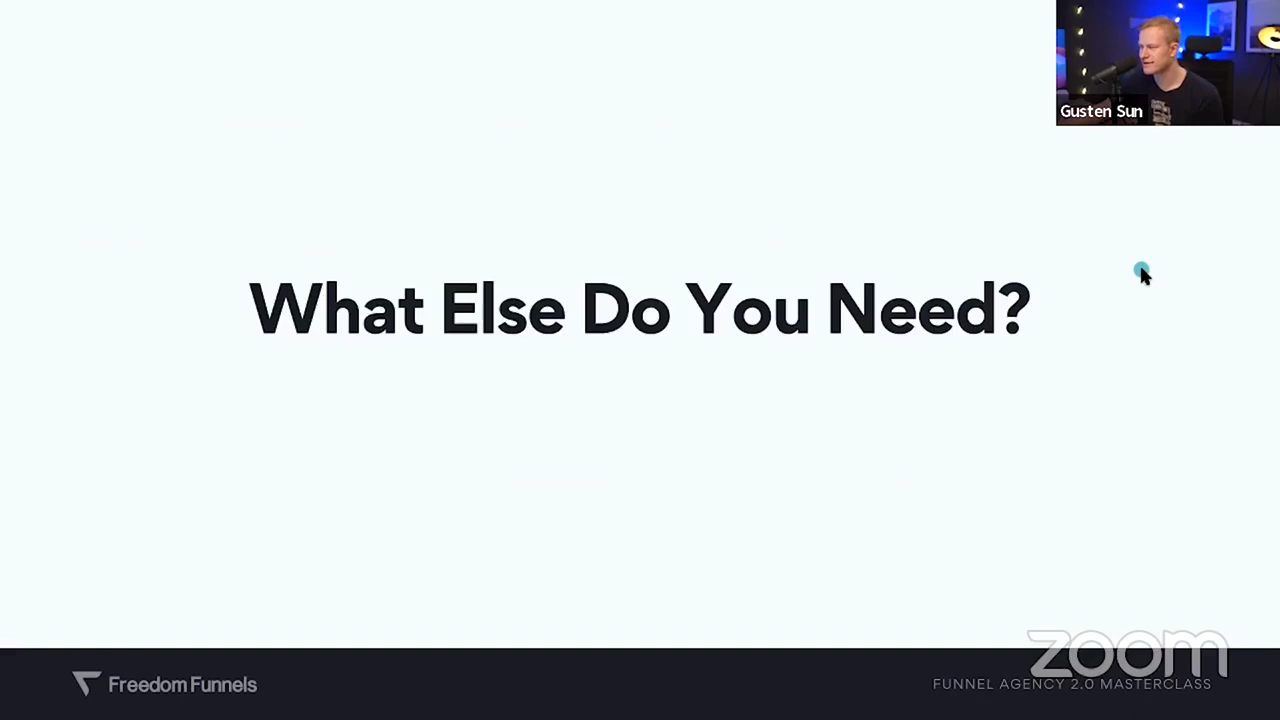 Gusten Sun
What Else Do You Need?
zoom
Freedom Funnels
FUNNEL AGENCY 2.0 MASTERCLASS